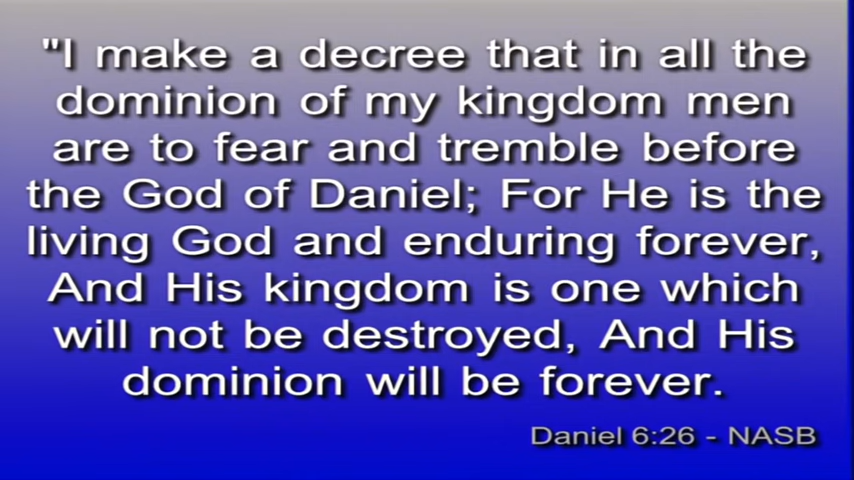 "I make a decree that in all the
dominion of my kingdom men
are to fear and tremble before
the God of Daniel; For He is the
living God and enduring forever,
And His kingdom is one which
will not be destroyed, And His
dominion will be forever.
Daniel 6:26 - NASB